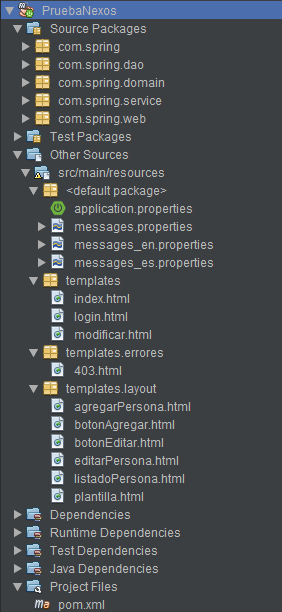 PruebaNexos
Source Packages
com.spring
com.spring.dao
com.spring.domain
com.spring.service
com.spring.web
Test Packages
Other Sources
src/main/resources
<default package>
application.properties
messages.properties
messages_en.properties
messages_es.properties
templates
index.html
login.html
modificar.html
templates.errores
403.html
templates.layout
agregarPersona.html
botonAgregar.html
botonEditar.html
editarPersona.html
listadoPersona.html
plantilla.html
Dependencies
Runtime Dependencies
Test Dependencies
Java Dependencies
Project Files
pom.xml